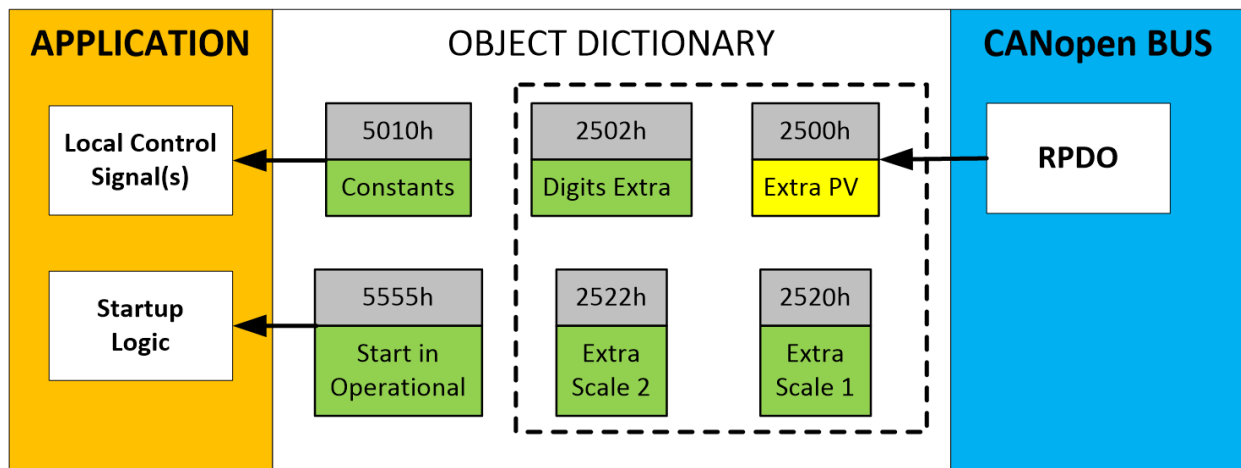 APPLICATION
OBJECT DICTIONARY
CANopen BUS
Local Control
Signal(s)
5010h
Constants
2502h
Digits Extra
2500h
Extra PV
RPDO
Startup
Logic
5555h
Start in
Operational
2522h
Extra
Scale 2
2520h
Extra
Scale 1